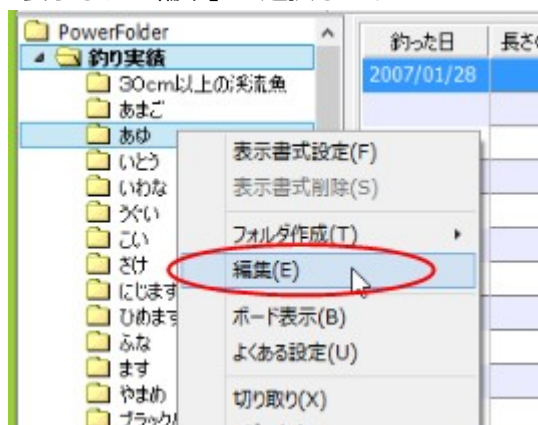 PowerFolder
釣り実績
30cm以上の渓流魚
あまご
あゆ
いとう
いわな
うぐい
こい
さけ
にじます
ひめます
ふな
ます
やまめ
表示書式設定(F)
表示書式削除(S)
フォルダ作成(T)
編集(E)
ボード表示(B)
よくある設定(U)
切り取り(X)
釣った日
長さ
2007/01/28